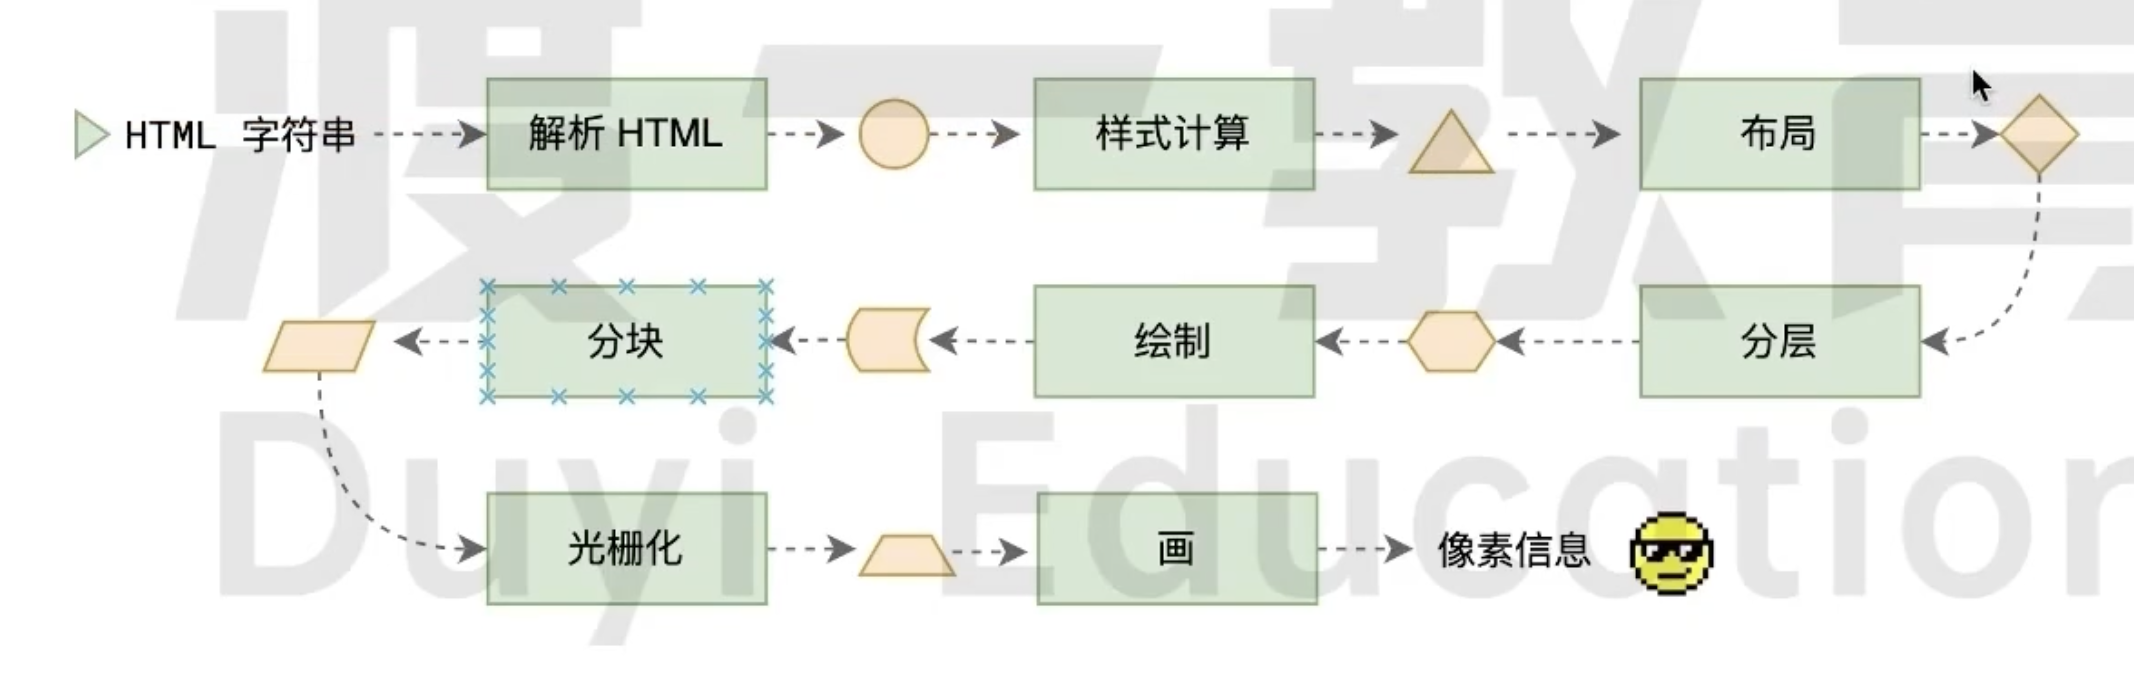 渡一教育
HTML 字符串
解析 HTML
样式计算
布局
分层
绘制
分块
光栅化
画
像素信息
Duyi Education